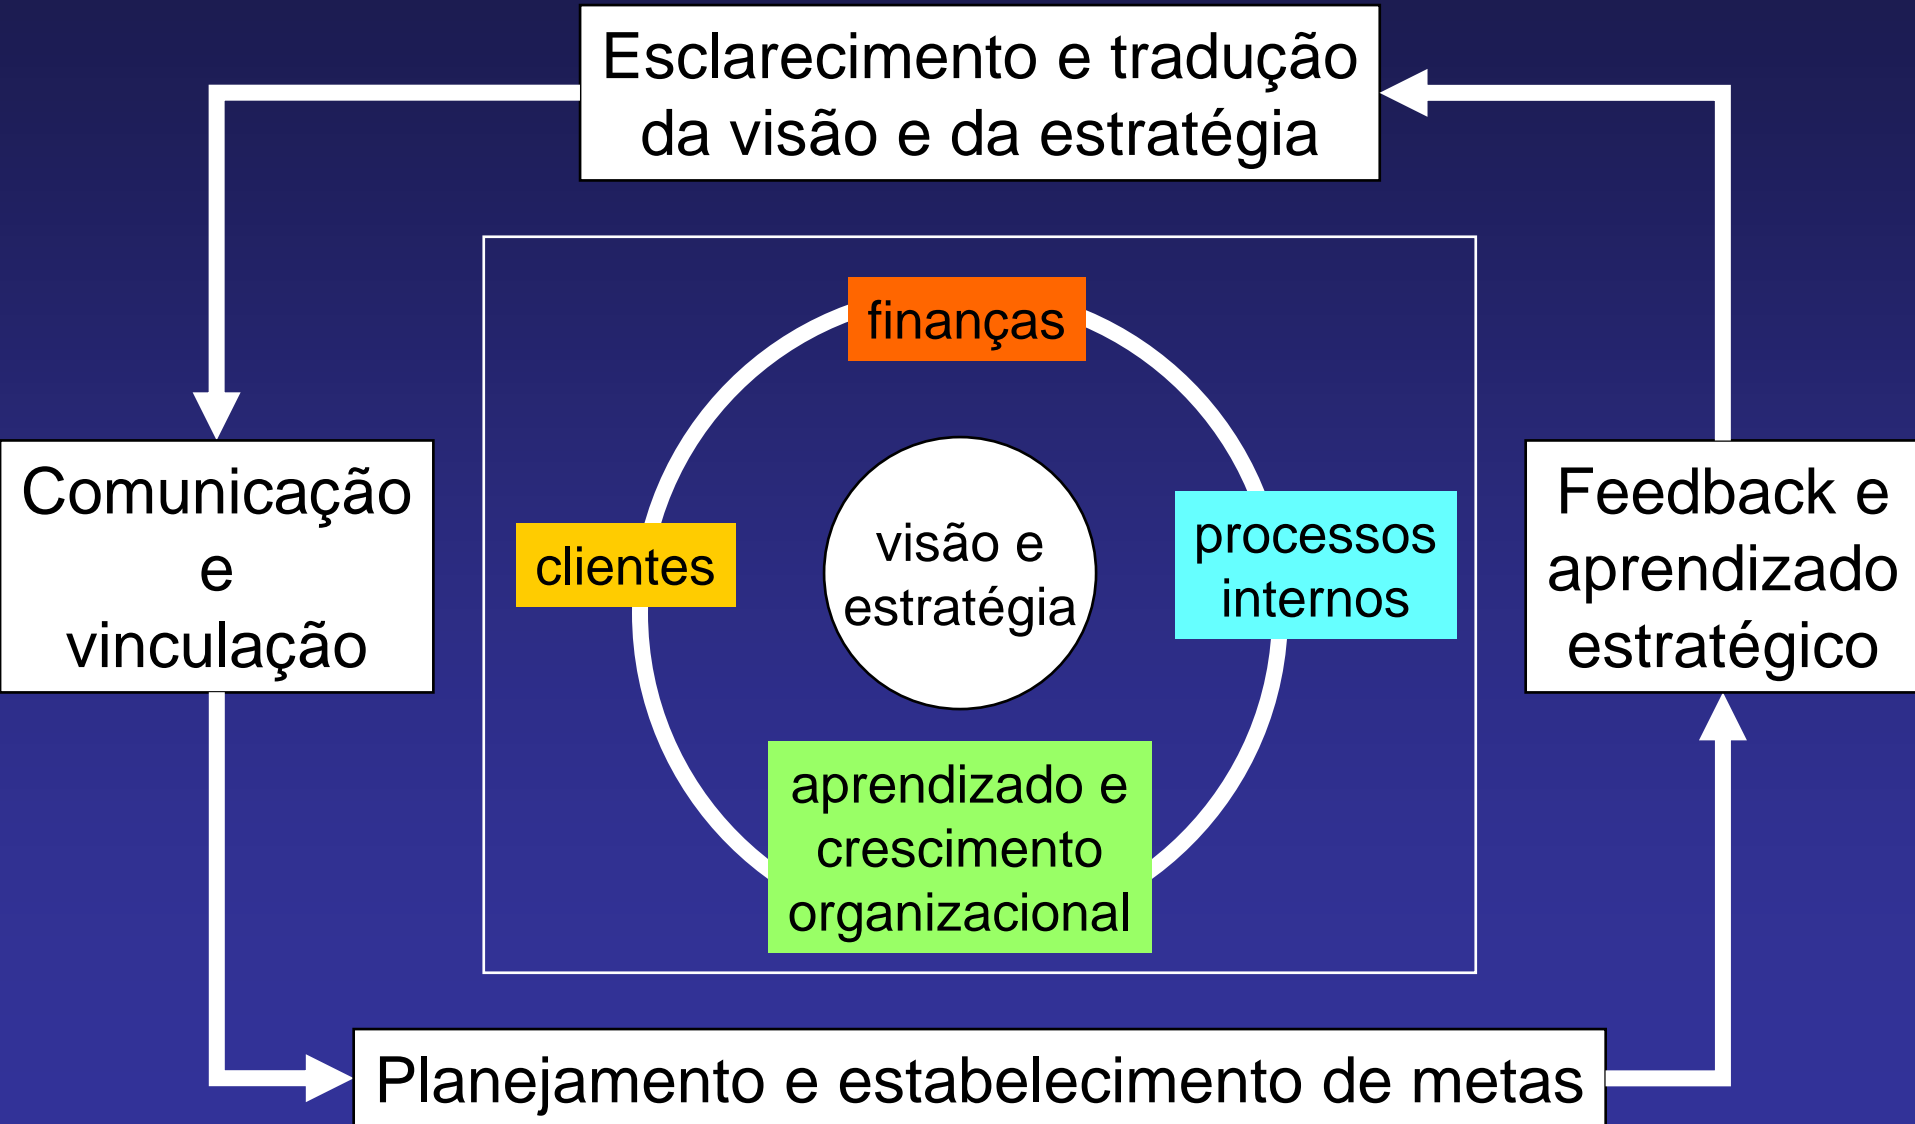 Esclarecimento e tradução
da visão e da estratégia
finanças
Comunicação
e
vinculação
clientes
visão e
estratégia
processos
internos
Feedback e
aprendizado
estratégico
aprendizado e
crescimento
organizacional
Planejamento e estabelecimento de metas